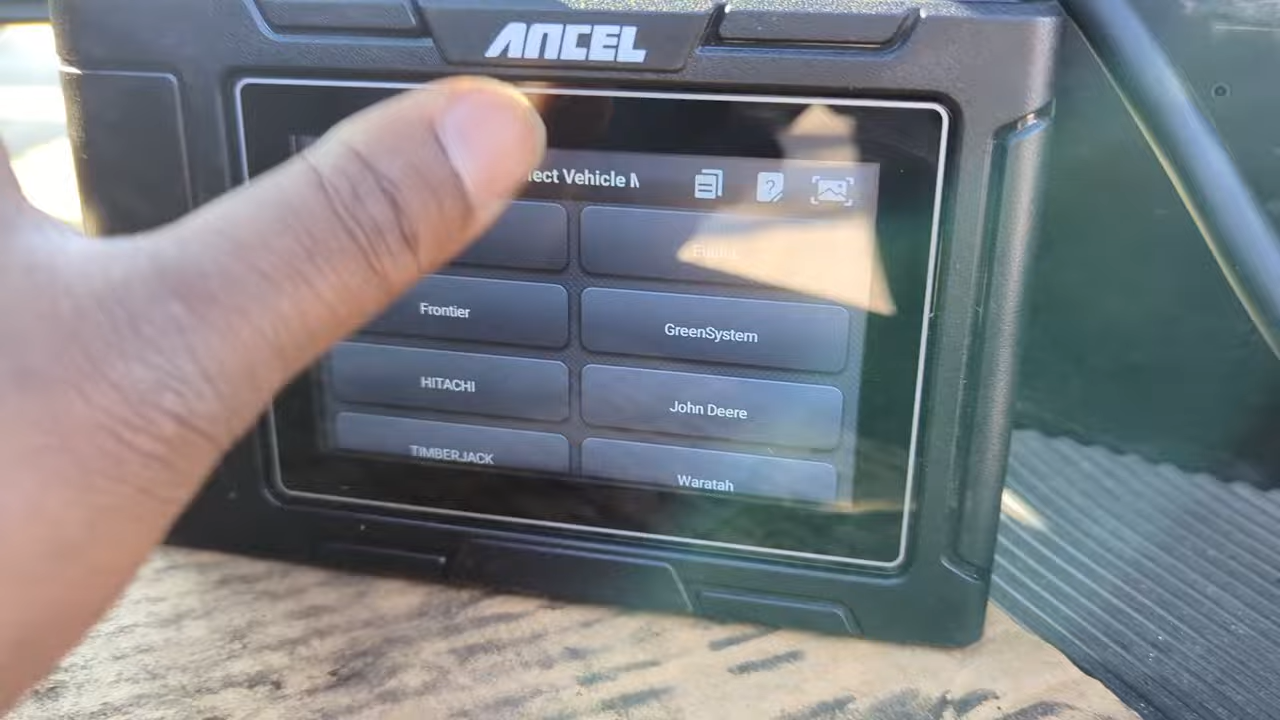 ANCEL
lect Vehicle M
Frontier
GreenSystem
HITACHI
John Deere
TIMBERJACK
Waratah